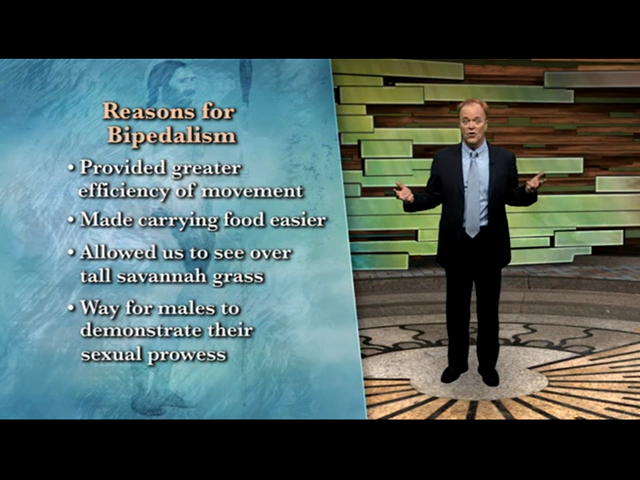 Reasons for
Bipedalism
• Provided greater
efficiency of movement
• Made carrying food easier
• Allowed us to see over
tall savannah grass
• Way for males to
demonstrate their
sexual prowess